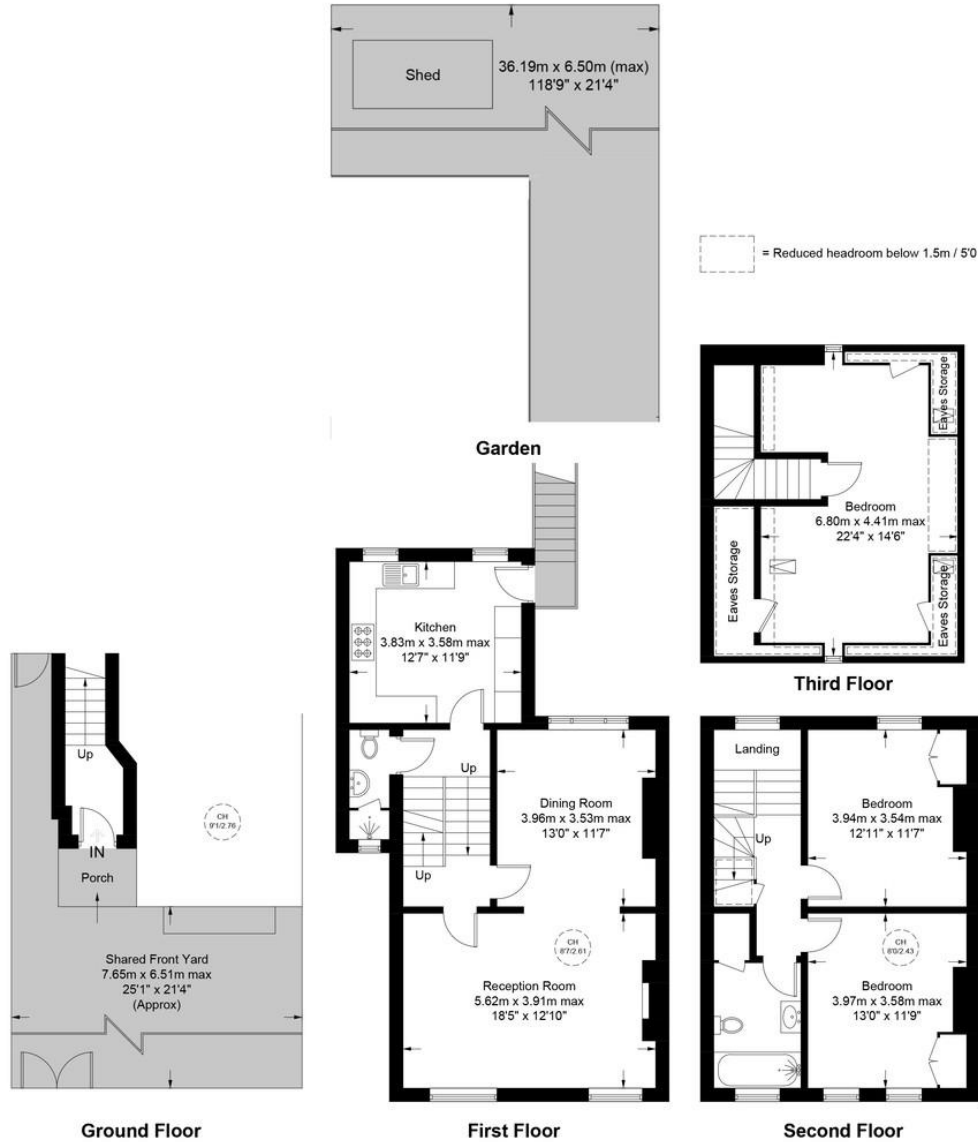 Shed
36.19m x 6.50m (max)
118'9" x 21'4"
= Reduced headroom below 1.5m / 5'0
Garden
Eaves Storage
Bedroom
6.80m x 4.41m max
22'4" x 14'6"
Eaves Storage
Eaves Storage
Third Floor
Kitchen
3.83m x 3.58m max
12'7" x 11'9"
Up
Up
Dining Room
3.96m x 3.53m max
13'0" x 11'7"
CH
8'7/2.61
Reception Room
5.62m x 3.91m max
18'5" x 12'10"
First Floor
Up
CH
9'1/2.76
IN
Porch
Shared Front Yard
7.65m x 6.51m max
25'1" x 21'4"
(Approx)
Ground Floor
Landing
Up
Bedroom
3.94m x 3.54m max
12'11" x 11'7"
CH
8'0/2.43
Bedroom
3.97m x 3.58m max
13'0" x 11'9"
Second Floor